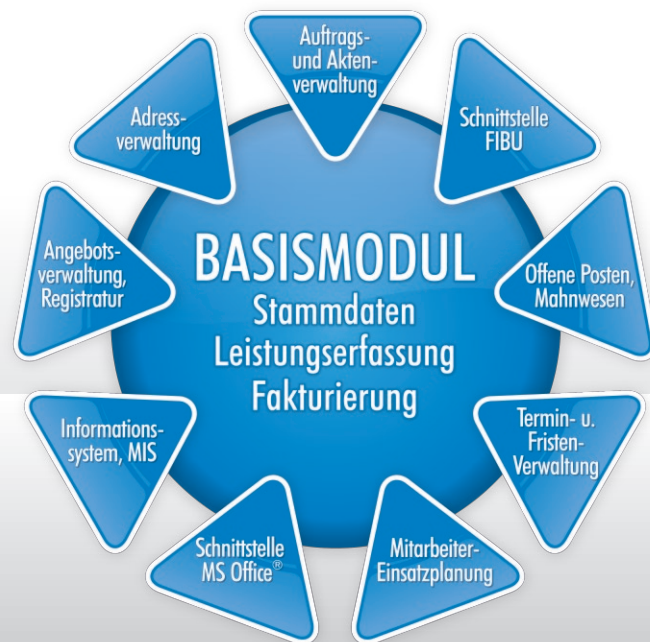 Auftrags-
und Akten-
verwaltung
Schnittstelle
FIBU
Offene Posten,
Mahnwesen
Termin- u.
Fristen-
Verwaltung
Mitarbeiter-
Einsatzplanung
Schnittstelle
MS Office®
Informations-
system, MIS
Angebots-
verwaltung,
Registratur
Adress-
verwaltung
BASISMODUL
Stammdaten
Leistungserfassung
Fakturierung